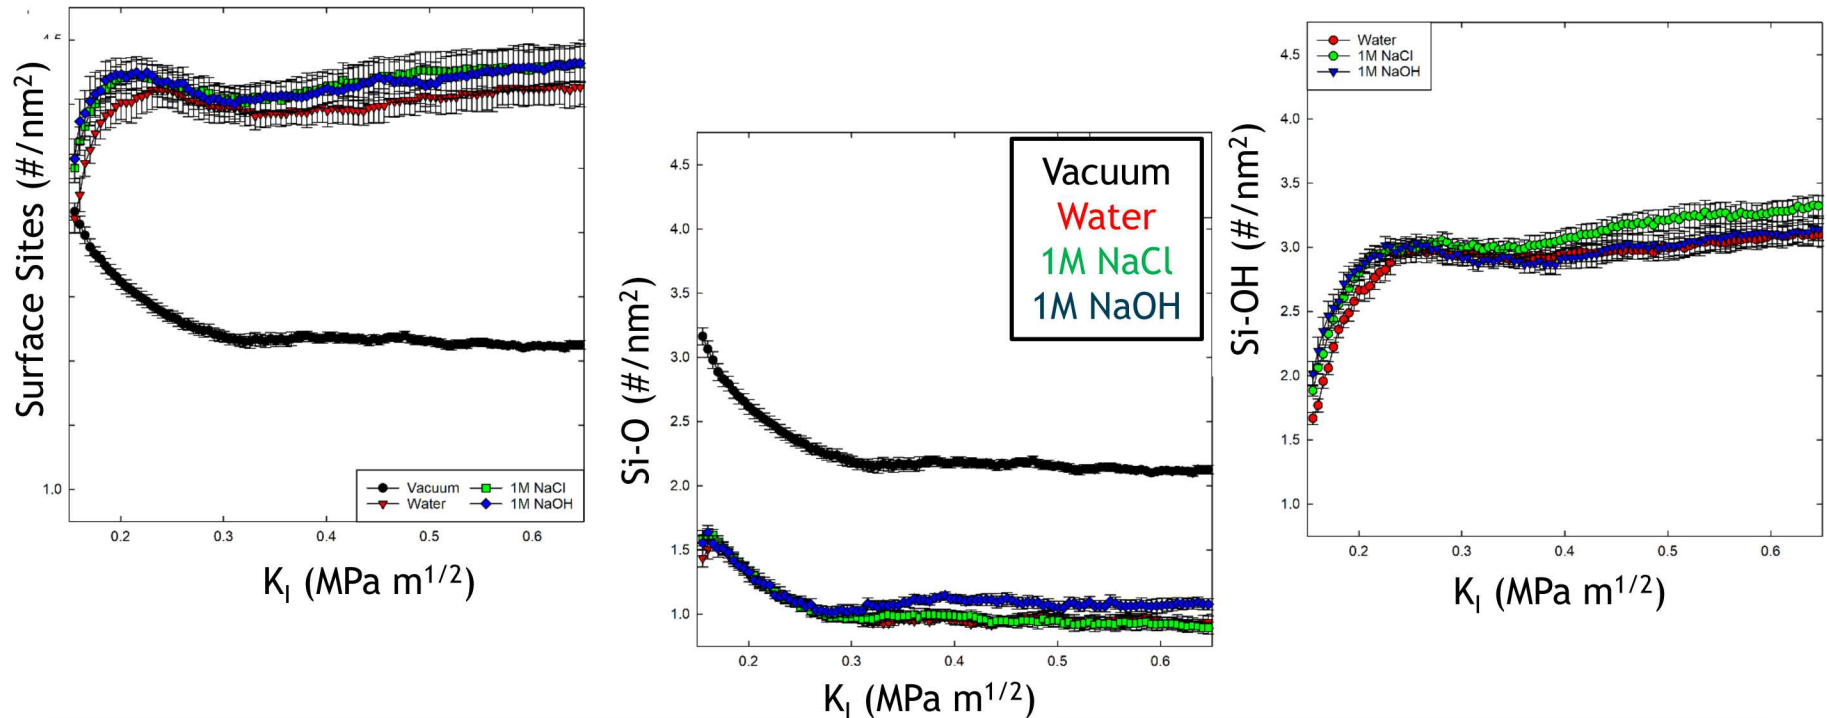 4.5
1.0
0.2 0.3 0.4 0.5 0.6
Surface Sites (#/nm2)
Vacuum 1M NaCl
Water 1M NaOH
KI (MPa m1/2)
4.5
4.0
3.5
3.0
2.5
2.0
1.5
1.0
0.2 0.3 0.4 0.5 0.6
Si-O (#/nm2)
Vacuum
Water
1M NaCl
1M NaOH
KI (MPa m1/2)
Water
1M NaCl
1M NaOH
4.5
4.0
3.5
3.0
2.5
2.0
1.5
1.0
0.2 0.3 0.4 0.5 0.6
Si-OH (#/nm2)
KI (MPa m1/2)